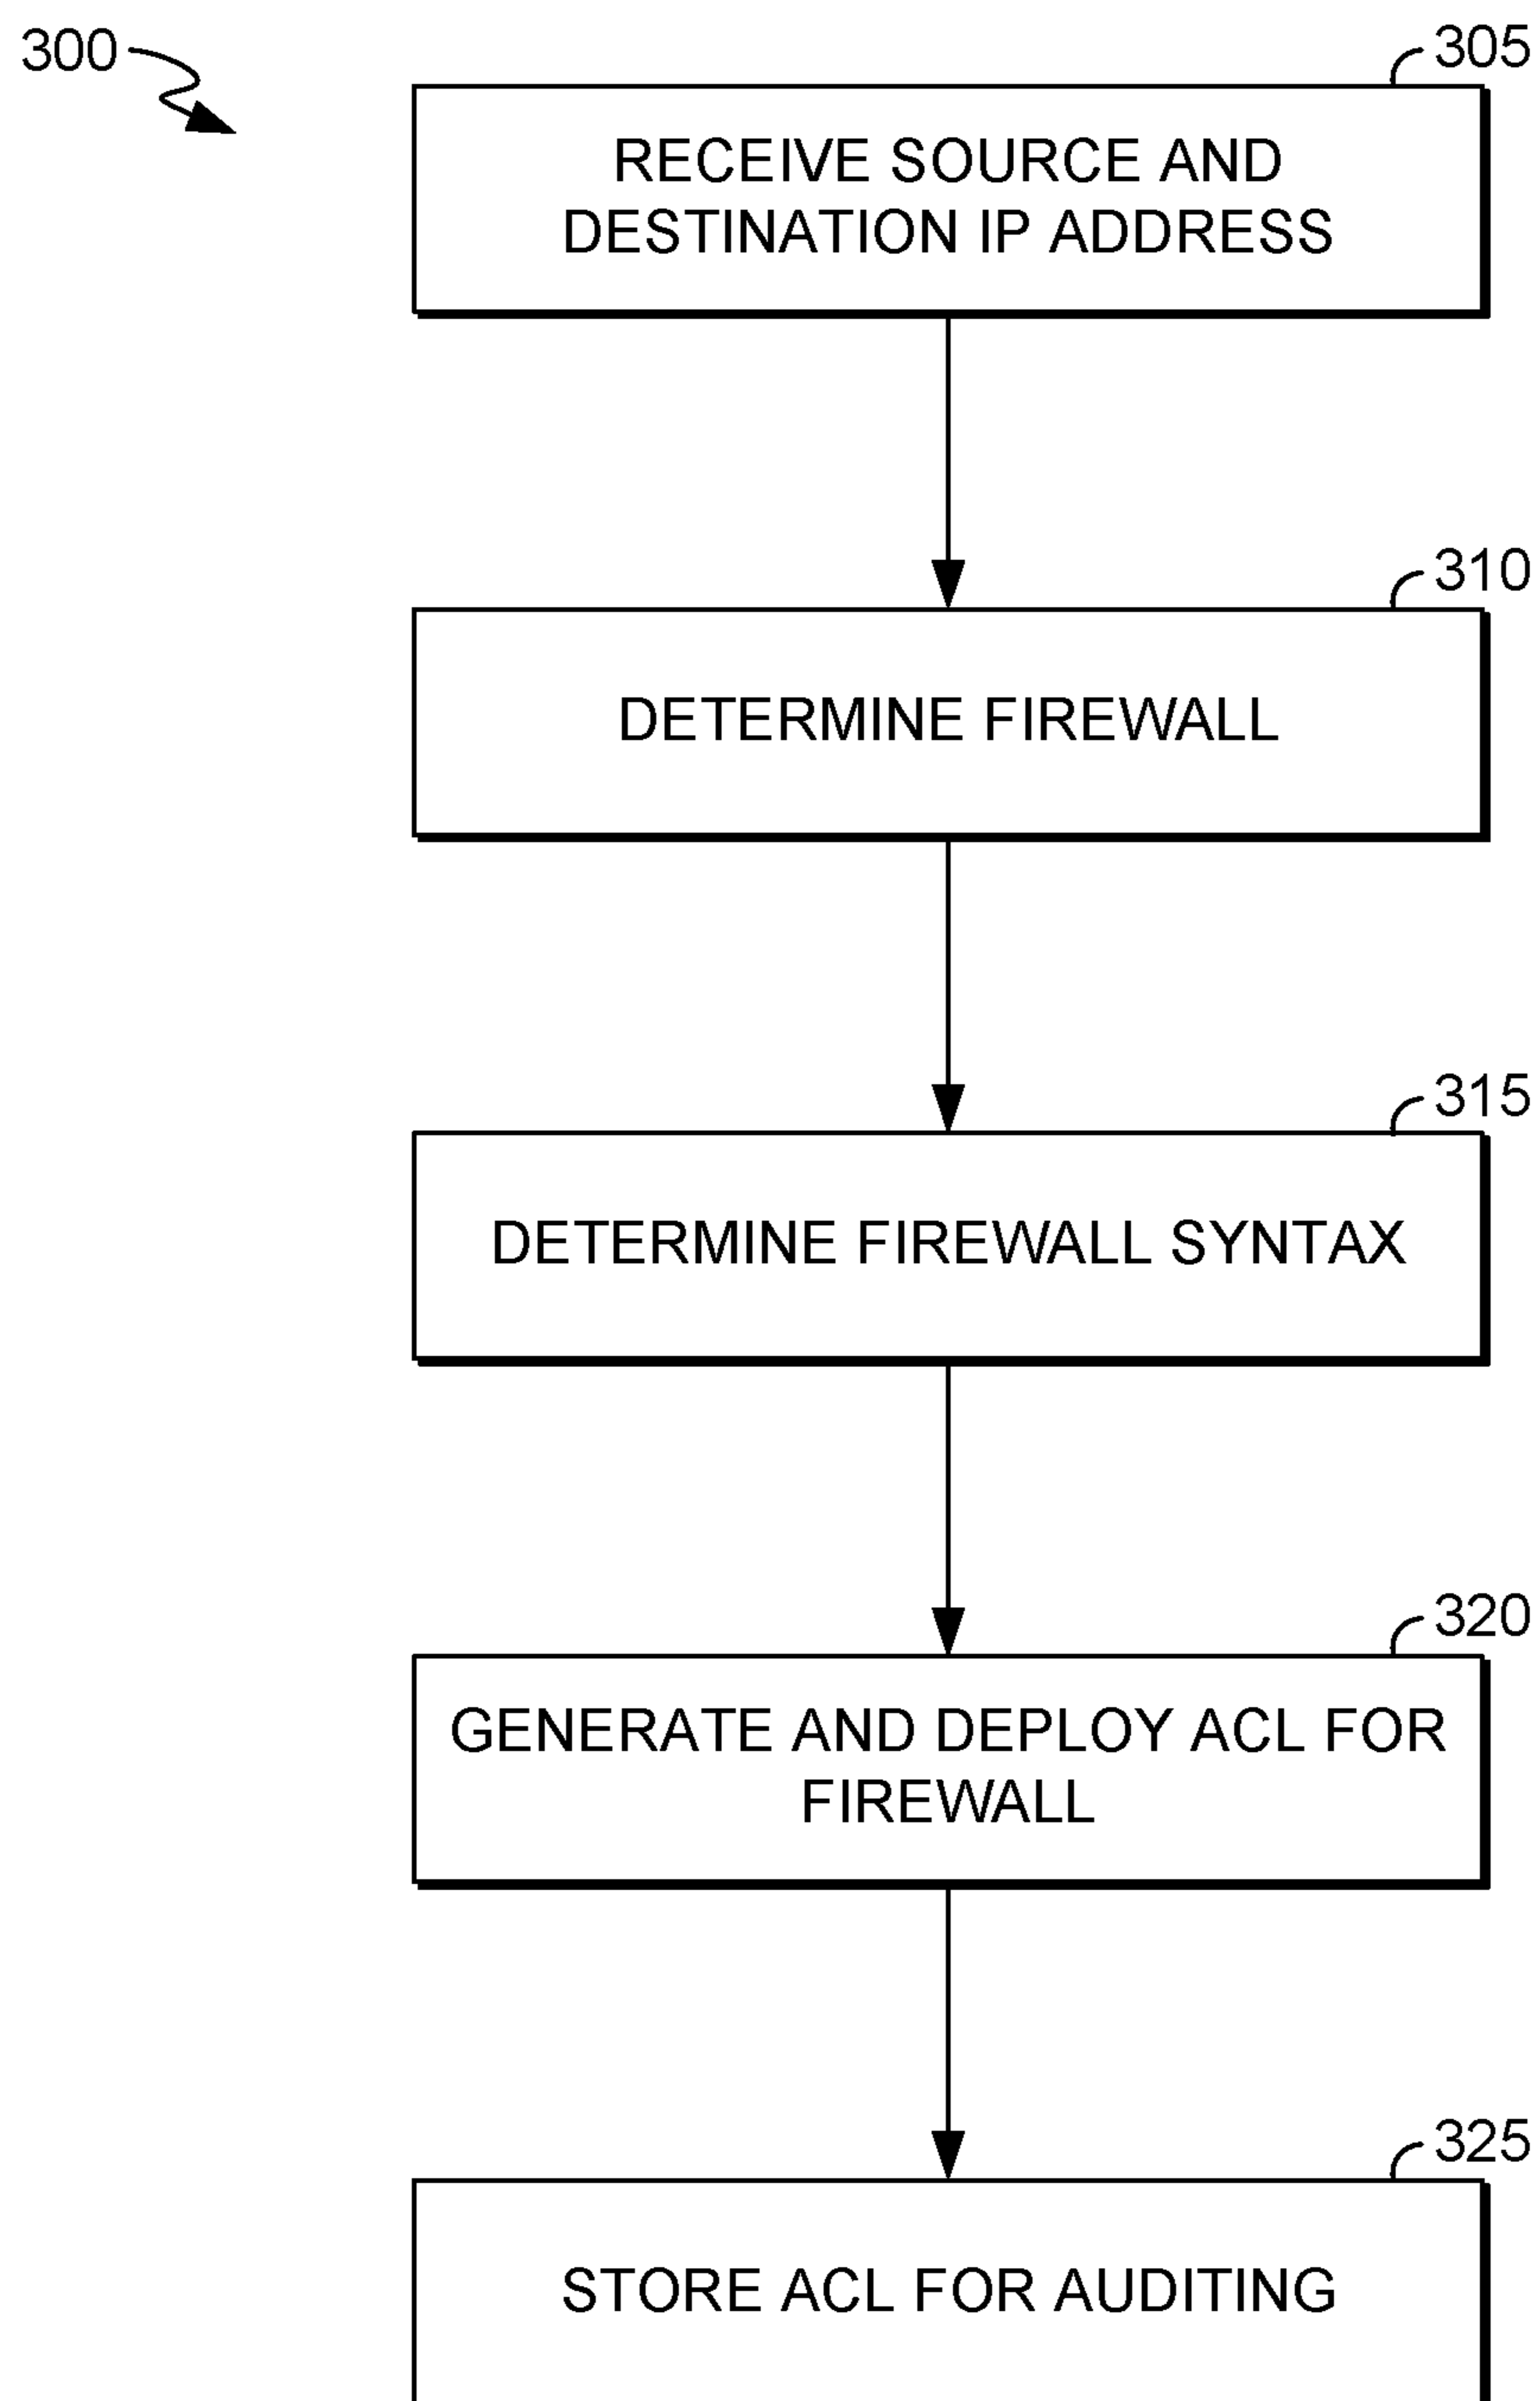 300
305
RECEIVE SOURCE AND
DESTINATION IP ADDRESS
310
DETERMINE FIREWALL
315
DETERMINE FIREWALL SYNTAX
320
GENERATE AND DEPLOY ACL FOR
FIREWALL
325
STORE ACL FOR AUDITING